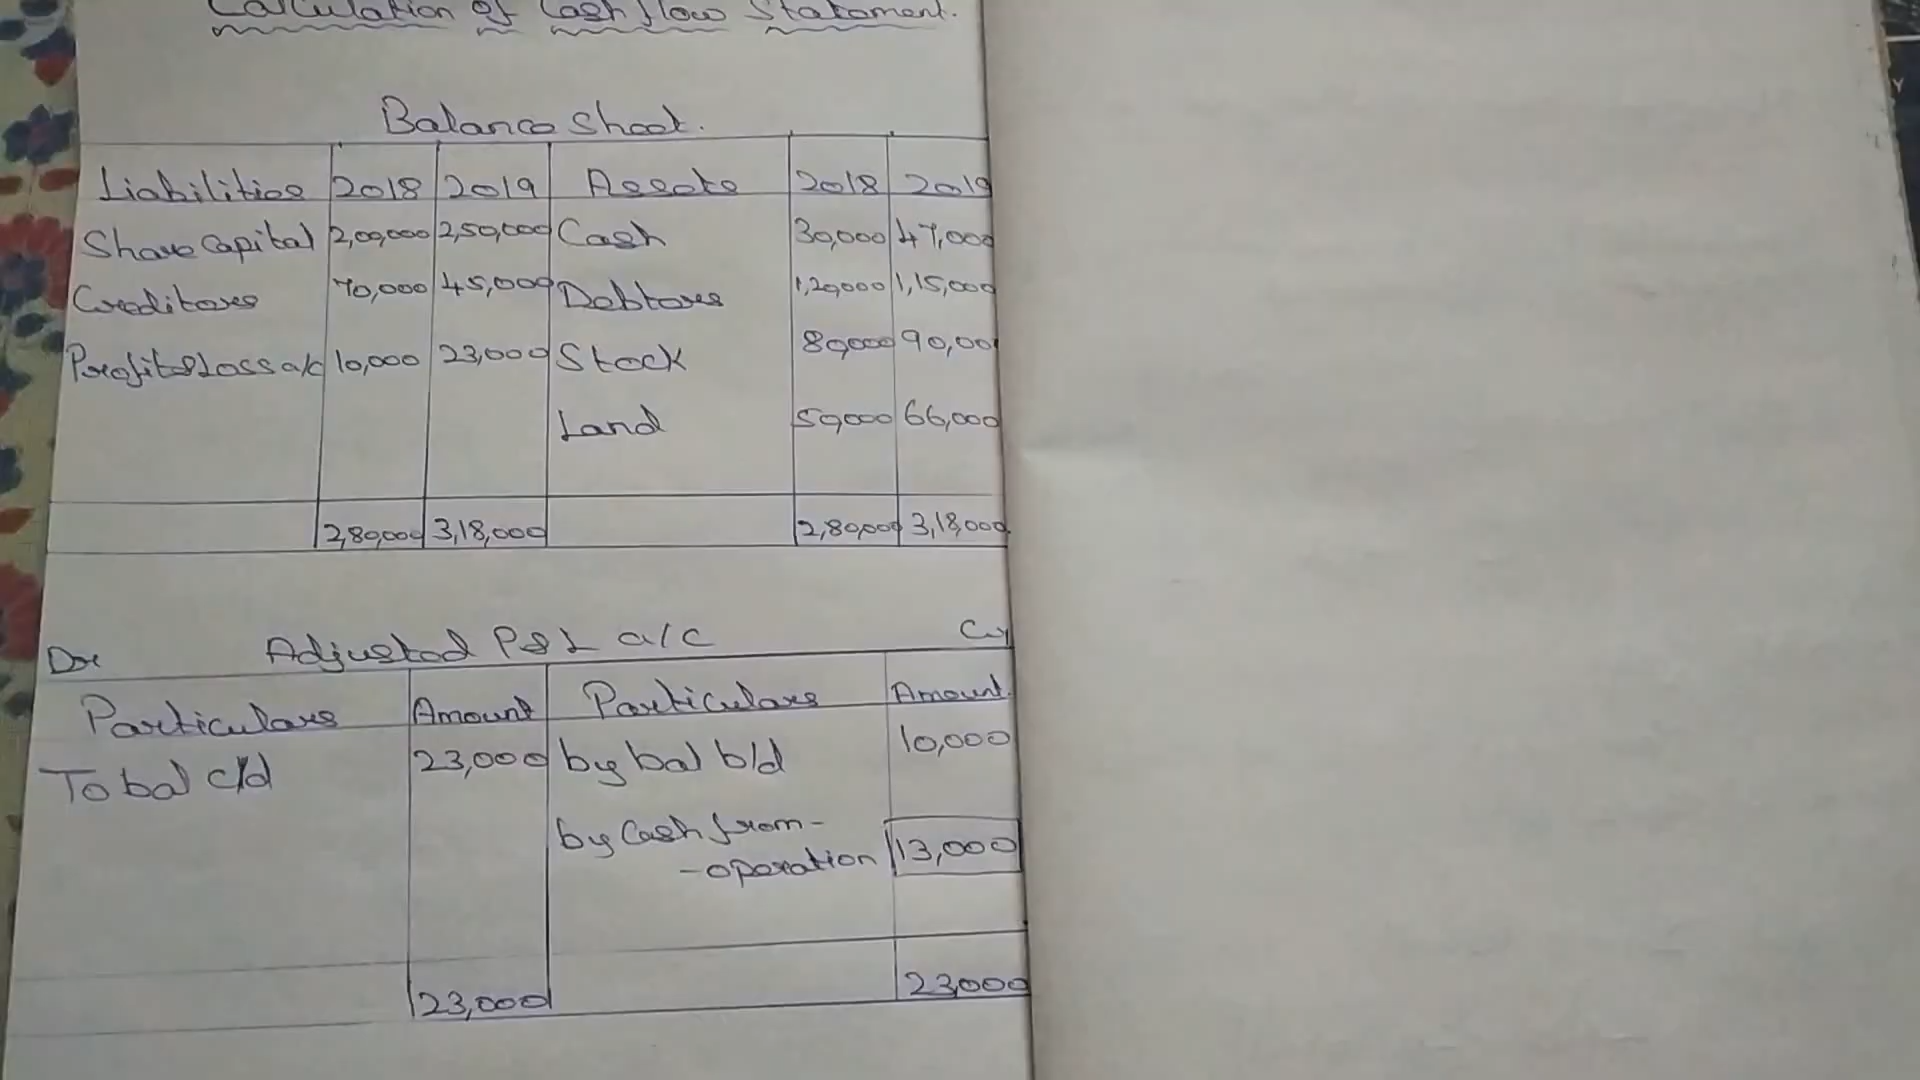 Calculation of Cash flow Statement.
Balance Sheet.
Liabilities 2018 2019 Assets 2018 2019
Share Capital 2,00,000 2,50,000 Cash 30,000 47,000
Creditors 70,000 45,000 Debtors 1,20,000 1,15,000
Profit & Loss a/c 10,000 23,000 Stock 80,000 90,000
Land 50,000 66,000
2,80,000 3,18,000 2,80,000 3,18,000
Dr Adjusted P & L a/c Cr
Particulars Amount Particulars Amount
To bal c/d 23,000 by bal b/d 10,000
by Cash from -
- operation 13,000
23,000 23,000